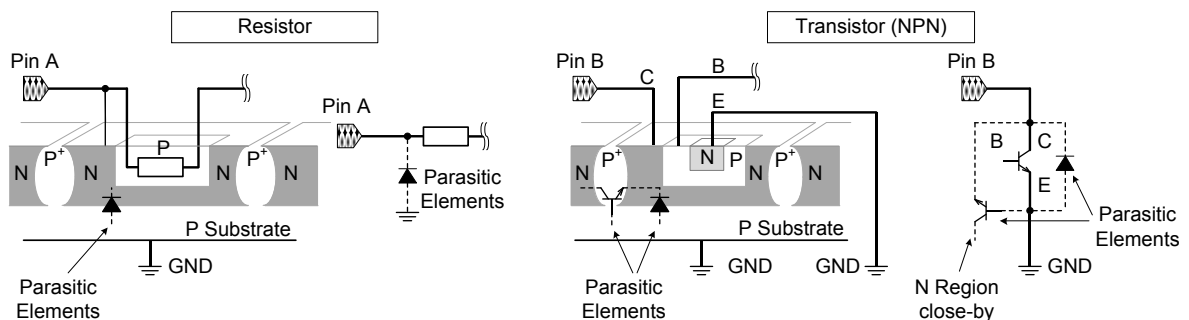 Resistor
Pin A
N
P+
N
P
N
P+
N
P Substrate
GND
Parasitic
Elements
Pin A
Parasitic
Elements
Transistor (NPN)
Pin B
C
B
E
N
P+
N
N
P
N
P+
N
P Substrate
GND
GND
Parasitic
Elements
Pin B
B
C
E
Parasitic
Elements
GND
N Region
close-by